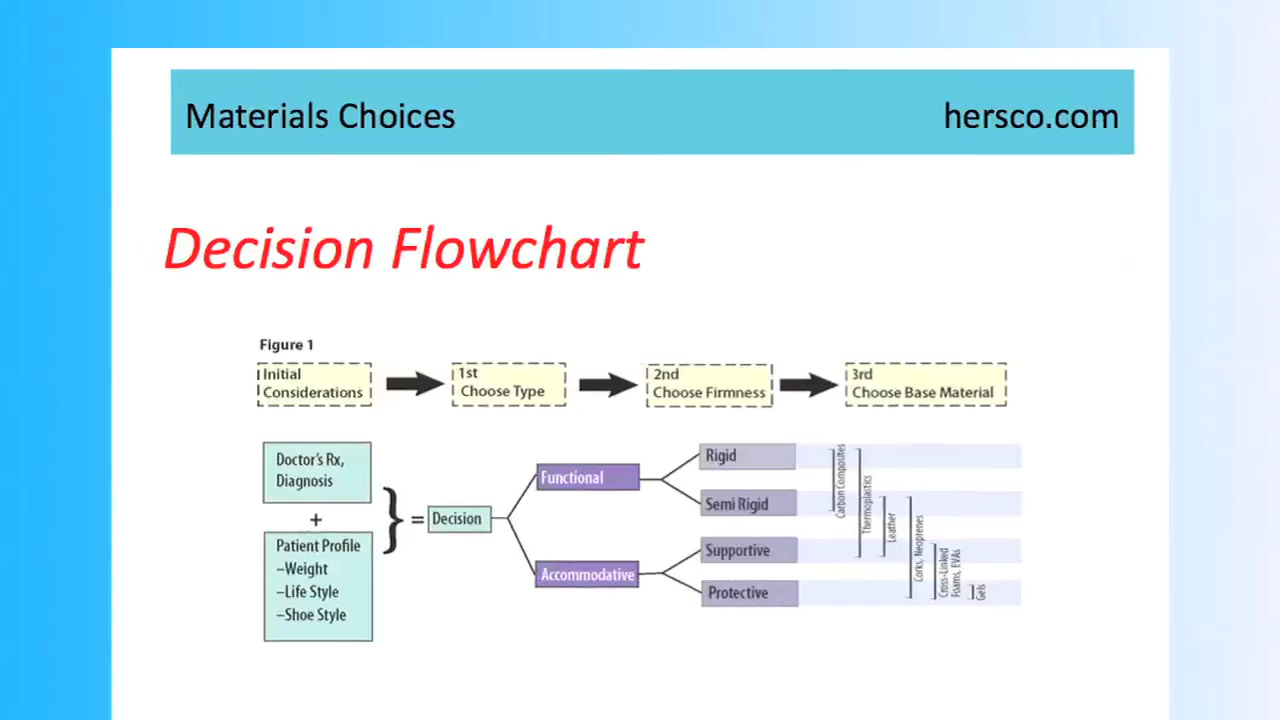 Materials Choices
hersco.com
Decision Flowchart
Figure 1
Initial
Considerations
1st
Choose Type
2nd
Choose Firmness
3rd
Choose Base Material
Doctor's Rx,
Diagnosis
+
Patient Profile
–Weight
–Life Style
–Shoe Style
} =
Decision
Functional
Accommodative
Rigid
Semi Rigid
Supportive
Protective
Carbon Composites
Thermoplastics
Leather
Corks, Neoprenes
Cross-Linked
Foams, EVAs
Gels